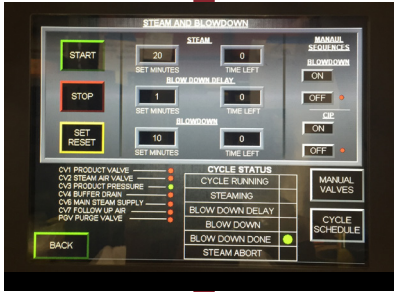 STEAM AND BLOWDOWN
START
STEAM
20
0
SET MINUTES
TIME LEFT
BLOW DOWN DELAY
STOP
1
0
SET MINUTES
TIME LEFT
BLOWDOWN
SET
RESET
10
0
SET MINUTES
TIME LEFT
MANAUL
SEQUENCES
BLOWDOWN
ON
OFF
CIP
ON
OFF
CV1 PRODUCT VALVE
CV2 STEAM AIR VALVE
CV3 PRODUCT PRESSURE
CV4 BUFFER DRAIN
CV6 MAIN STEAM SUPPLY
CV7 FOLLOW UP AIR
PGV PURGE VALVE
CYCLE STATUS
CYCLE RUNNING
STEAMING
BLOW DOWN DELAY
BLOW DOWN
BLOW DOWN DONE
STEAM ABORT
MANUAL
VALVES
CYCLE
SCHEDULE
BACK